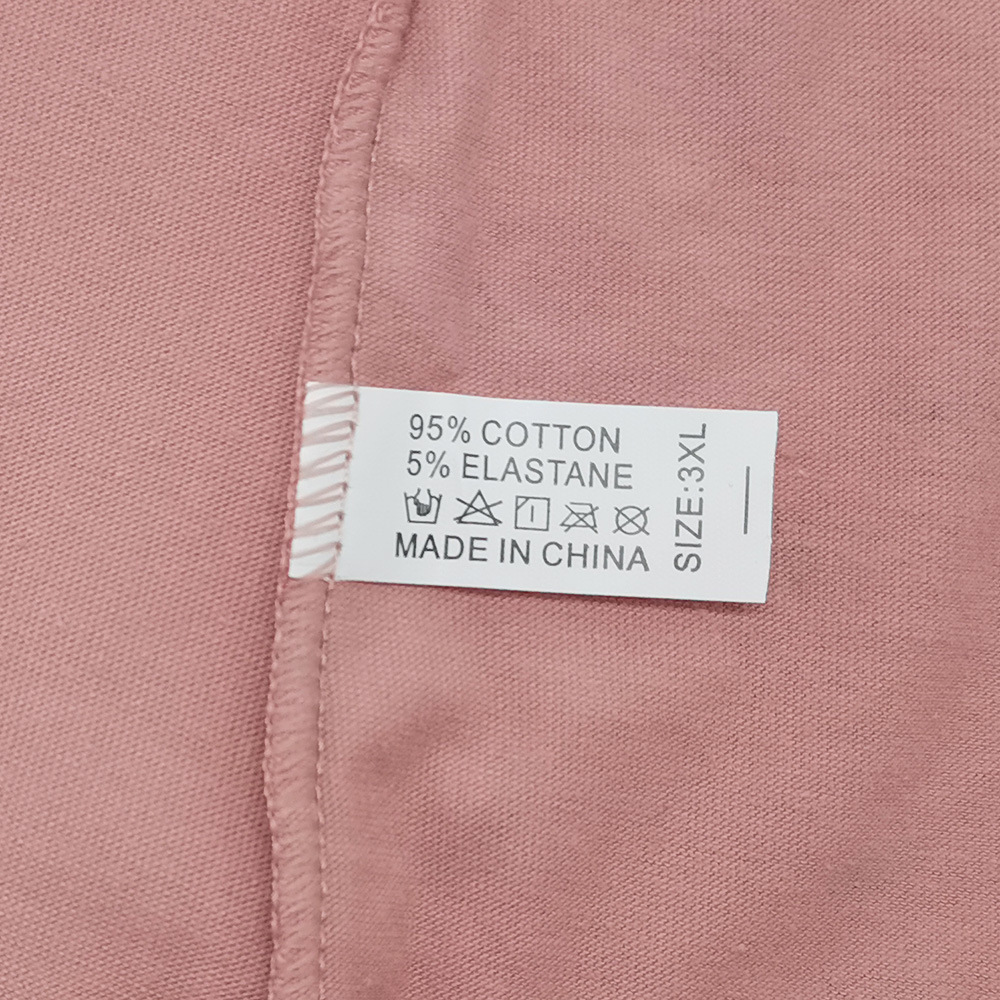 95% COTTON
5% ELASTANE
MADE IN CHINA
SIZE:3XL